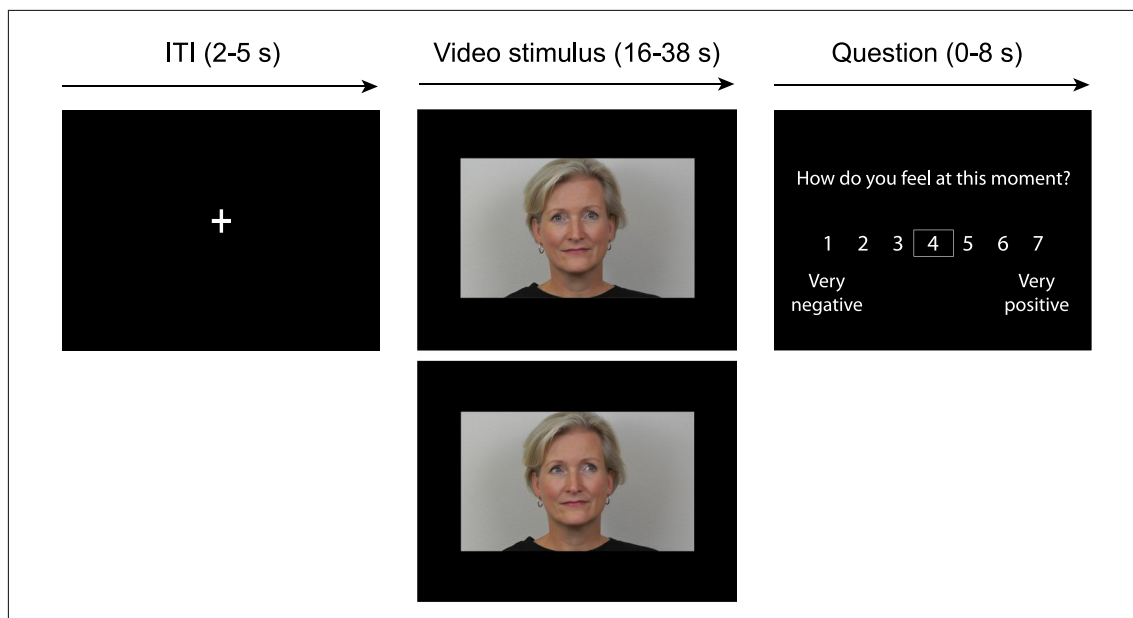 ITI (2-5 s)
Video stimulus (16-38 s)
Question (0-8 s)
How do you feel at this moment?
1 2 3 4 5 6 7
Very negative
Very positive